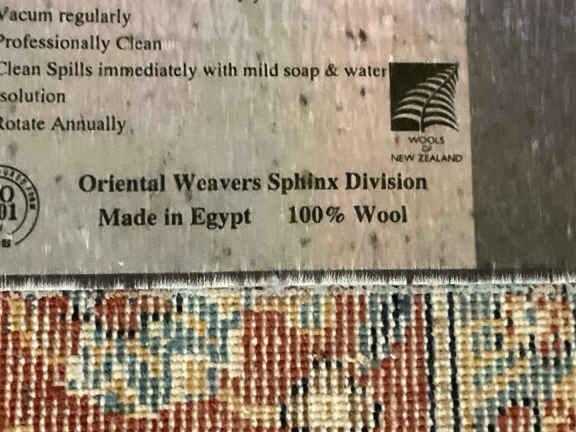 Vacum regularly
Professionally Clean
Clean Spills immediately with mild soap & water
solution
Rotate Annually
WOOLS
OF
NEW ZEALAND
Oriental Weavers Sphinx Division
Made in Egypt 100% Wool